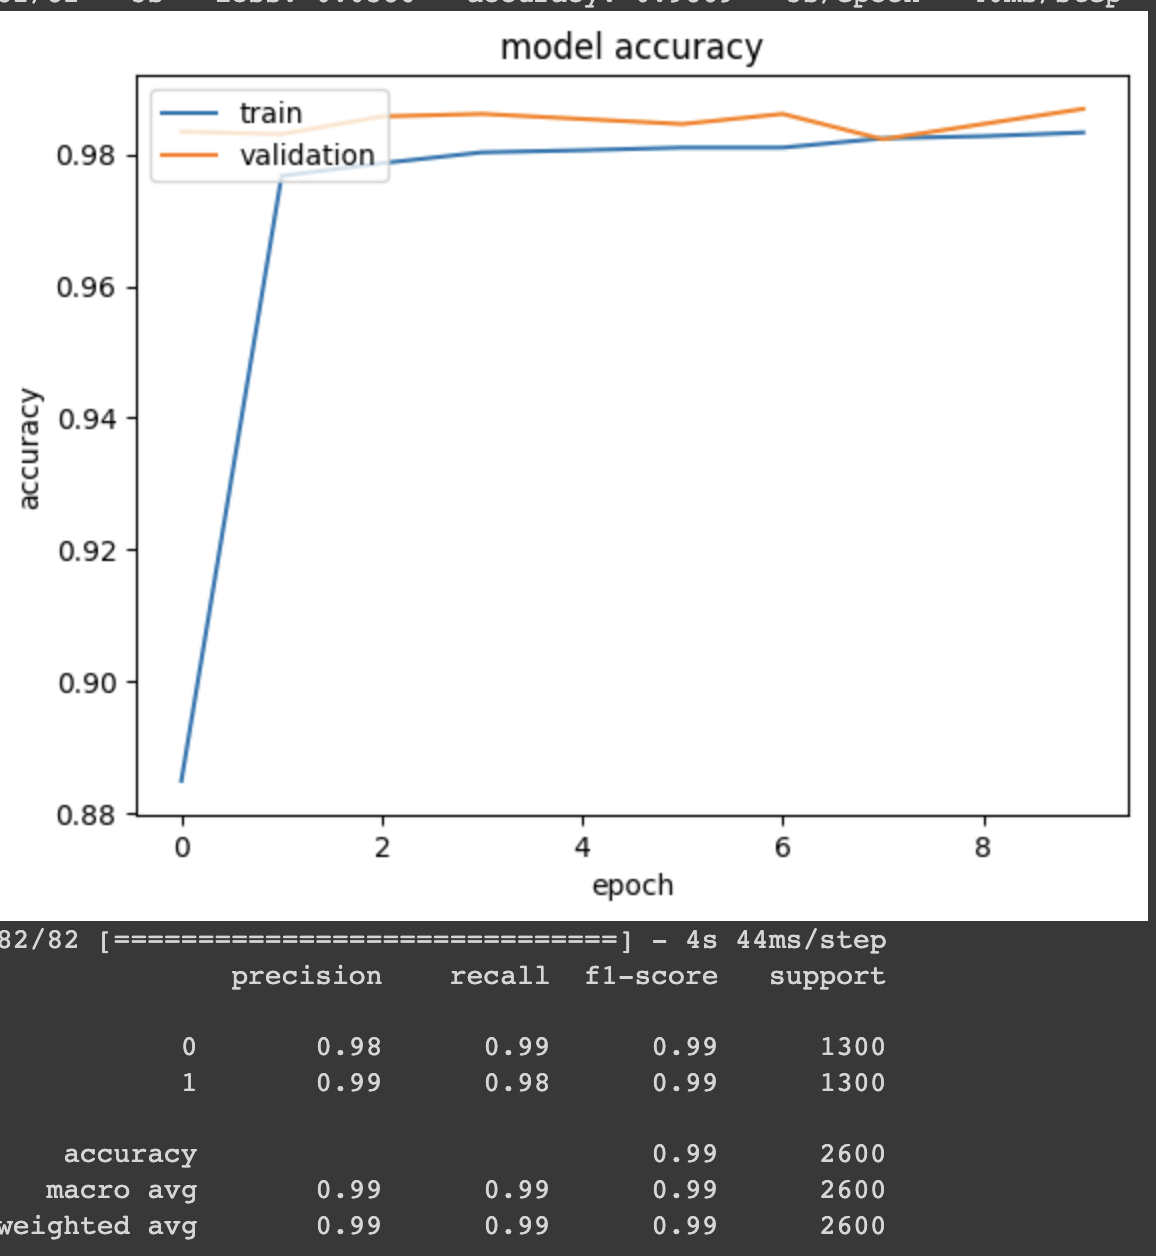 model accuracy
train
validation
0.98
0.96
0.94
0.92
0.90
0.88
accuracy
0 2 4 6 8
epoch
82/82 [==============================] - 4s 44ms/step
precision recall f1-score support
0 0.98 0.99 0.99 1300
1 0.99 0.98 0.99 1300
accuracy 0.99 2600
macro avg 0.99 0.99 0.99 2600
weighted avg 0.99 0.99 0.99 2600